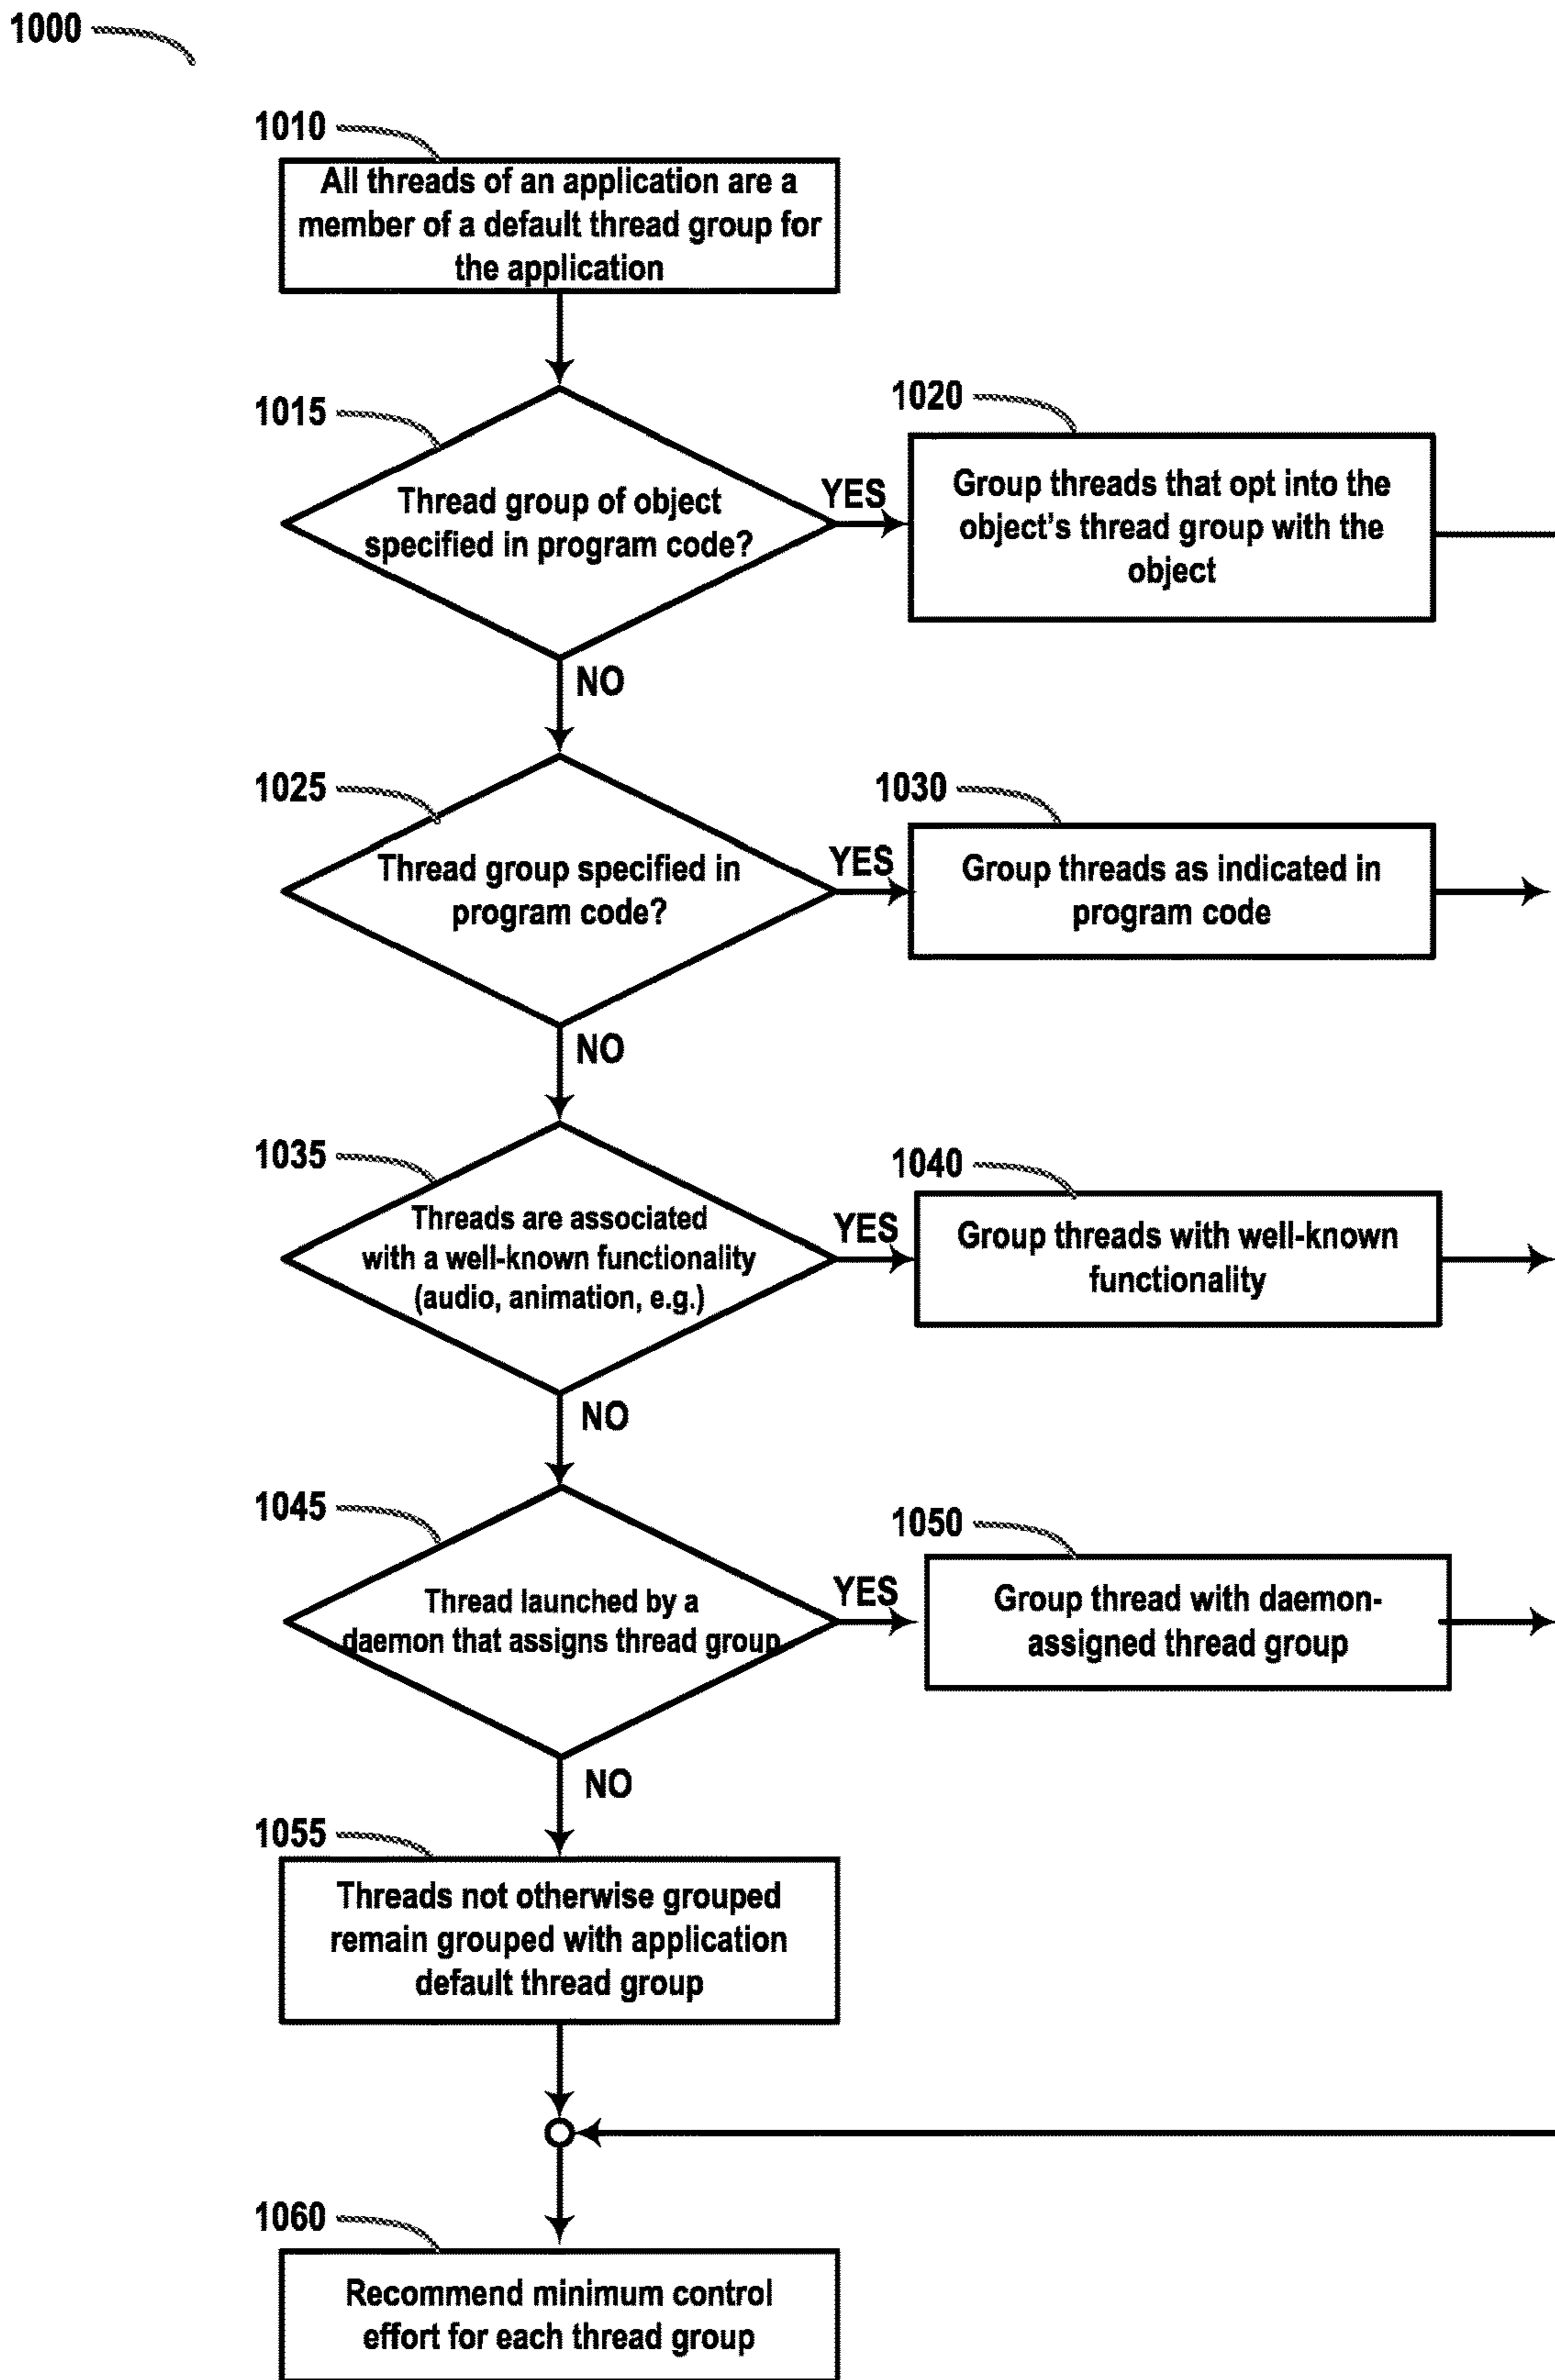 1000
1010
All threads of an application are a
member of a default thread group for
the application
1015
Thread group of object
specified in program code?
YES
1020
Group threads that opt into the
object's thread group with the
object
NO
1025
Thread group specified in
program code?
YES
1030
Group threads as indicated in
program code
NO
1035
Threads are associated
with a well-known functionality
(audio, animation, e.g.)
YES
1040
Group threads with well-known
functionality
NO
1045
Thread launched by a
daemon that assigns thread group
YES
1050
Group thread with daemon-
assigned thread group
NO
1055
Threads not otherwise grouped
remain grouped with application
default thread group
1060
Recommend minimum control
effort for each thread group